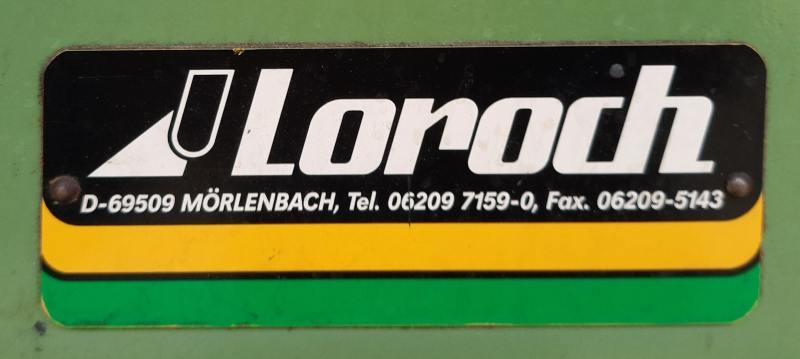 Loroch
D-69509 MÖRLENBACH, Tel. 06209 7159-0, Fax. 06209-5143